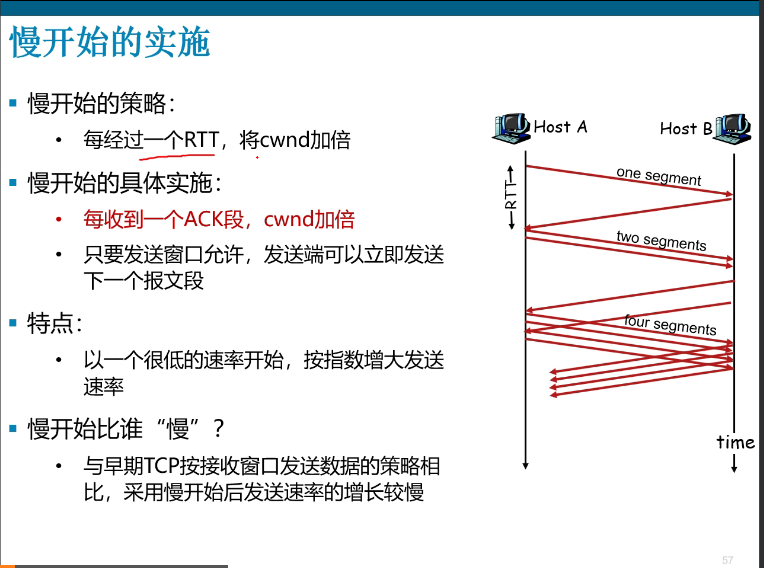 慢开始的实施
慢开始的策略：
每经过一个RTT，将cwnd加倍
慢开始的具体实施：
每收到一个ACK段，cwnd加倍
只要发送窗口允许，发送端可以立即发送
下一个报文段
特点：
以一个很低的速率开始，按指数增大发送
速率
慢开始比谁“慢”？
与早期TCP按接收窗口发送数据的策略相
比，采用慢开始后发送速率的增长较慢
Host A
Host B
RTT
one segment
two segments
four segments
time
57